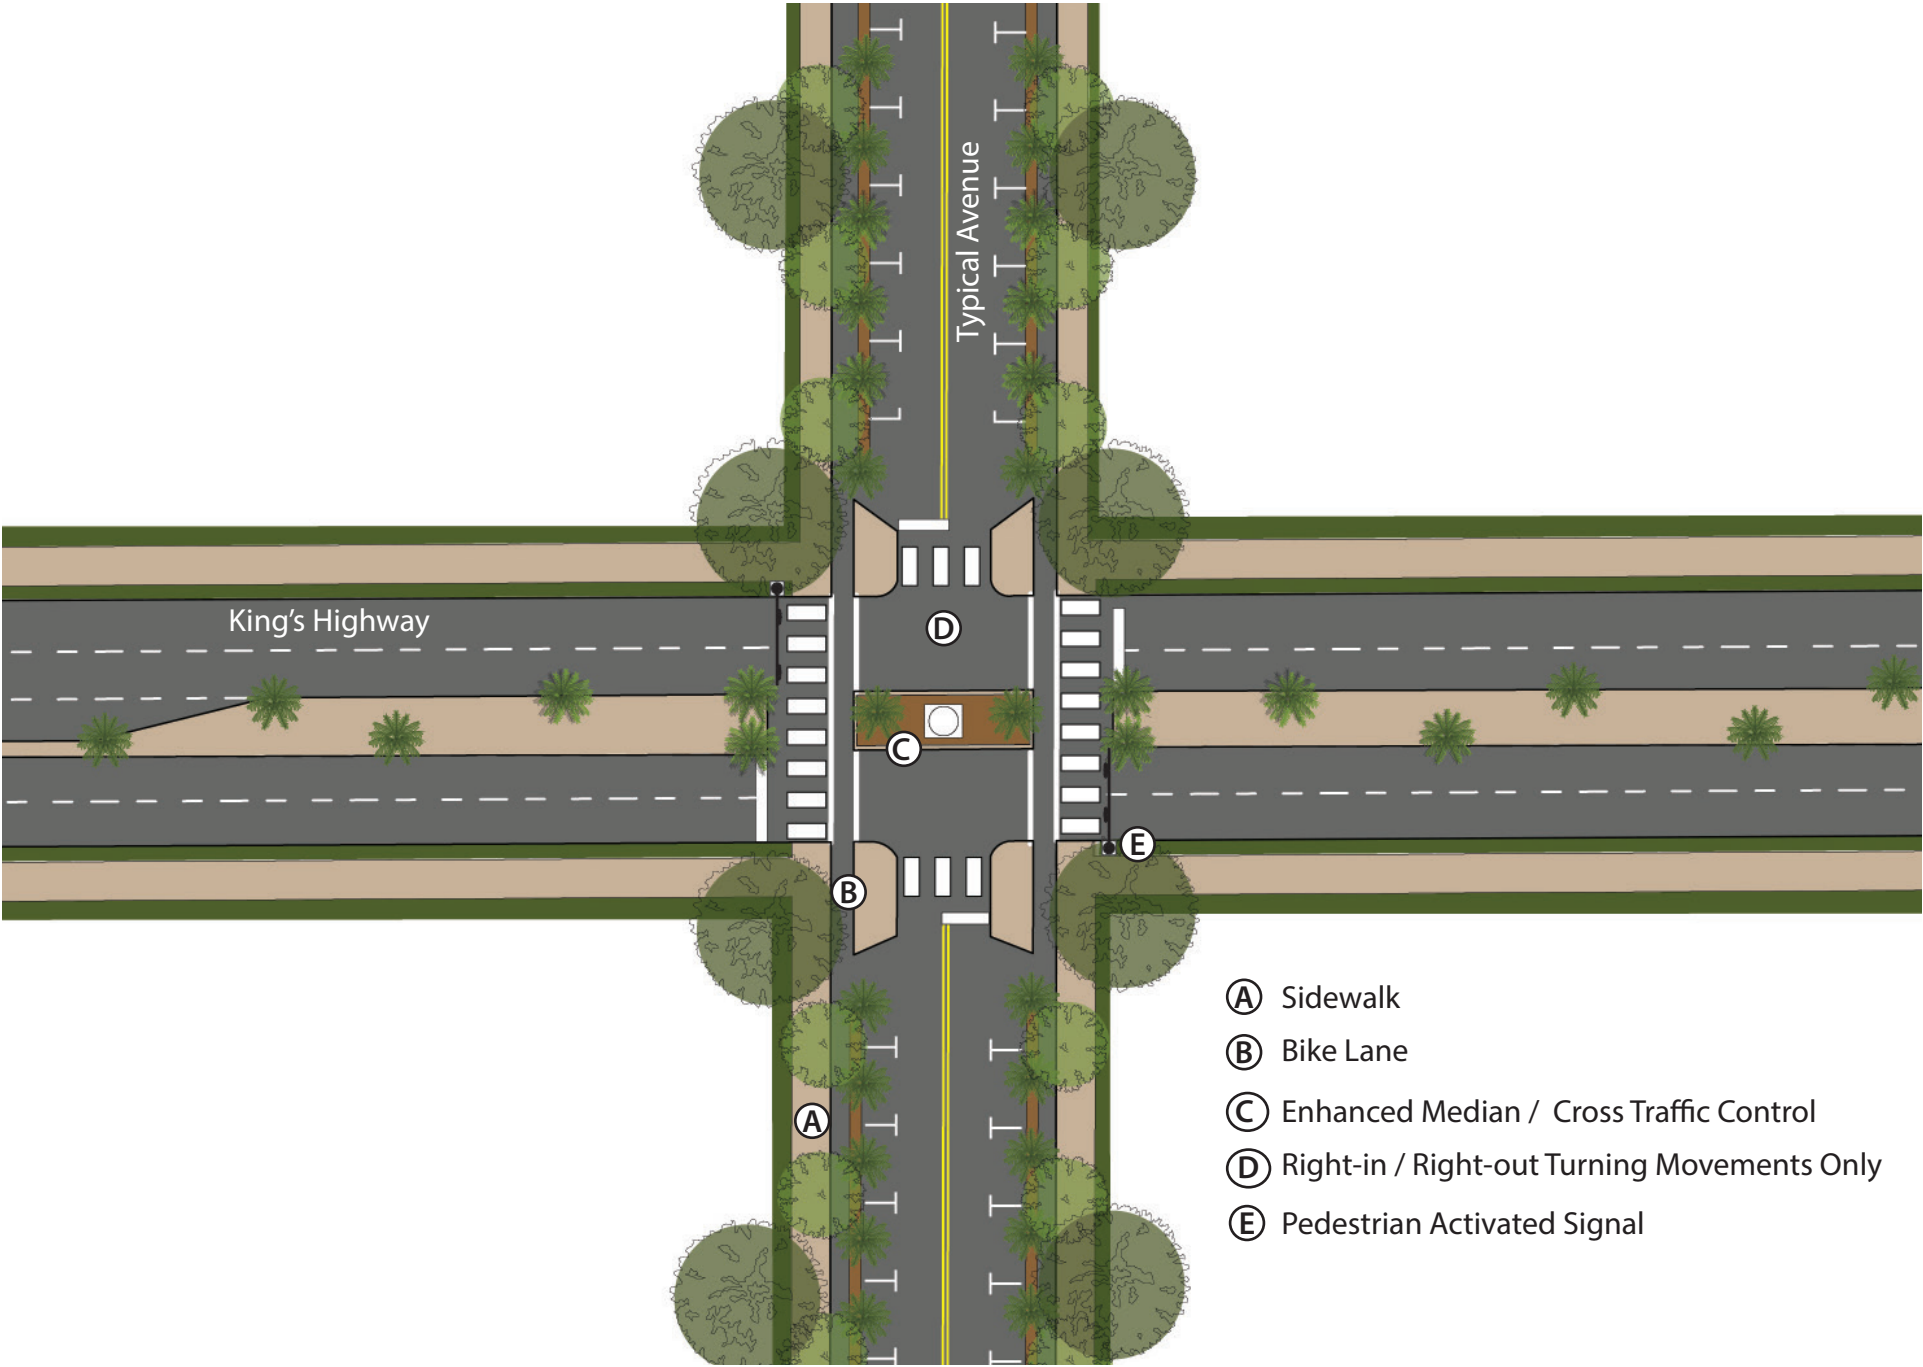 Typical Avenue
King's Highway
D
C
E
B
A
A Sidewalk
B Bike Lane
C Enhanced Median / Cross Traffic Control
D Right-in / Right-out Turning Movements Only
E Pedestrian Activated Signal